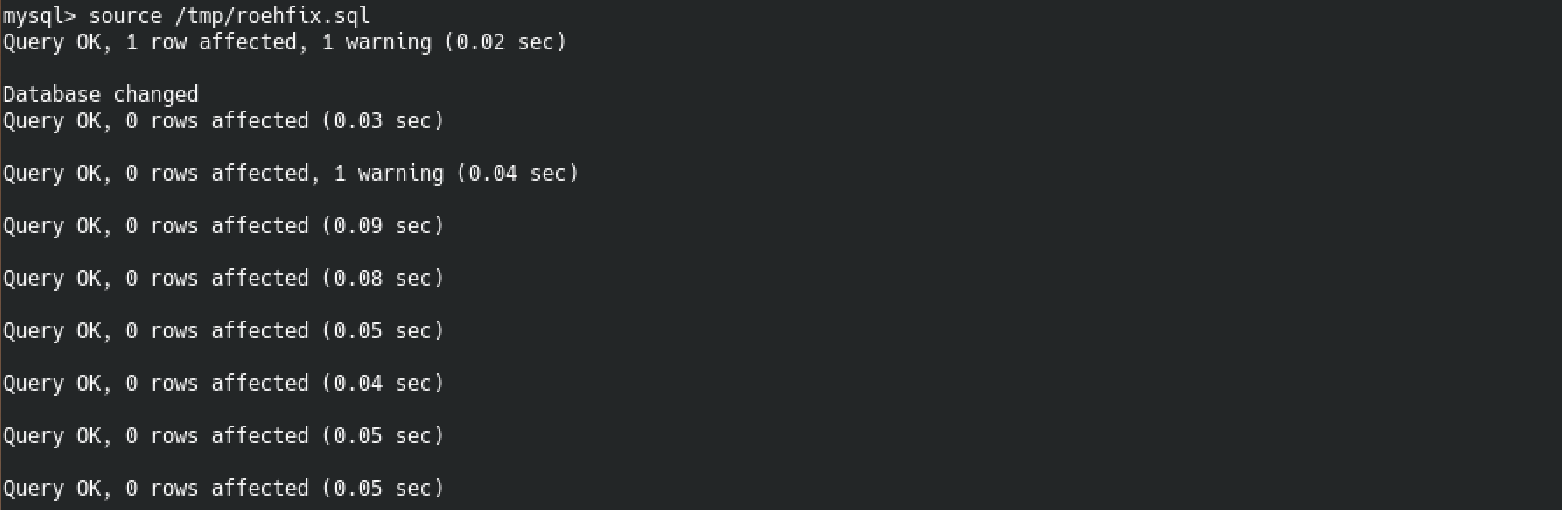 mysql> source /tmp/roehfix.sql
Query OK, 1 row affected, 1 warning (0.02 sec)
Database changed
Query OK, 0 rows affected (0.03 sec)
Query OK, 0 rows affected, 1 warning (0.04 sec)
Query OK, 0 rows affected (0.09 sec)
Query OK, 0 rows affected (0.08 sec)
Query OK, 0 rows affected (0.05 sec)
Query OK, 0 rows affected (0.04 sec)
Query OK, 0 rows affected (0.05 sec)
Query OK, 0 rows affected (0.05 sec)